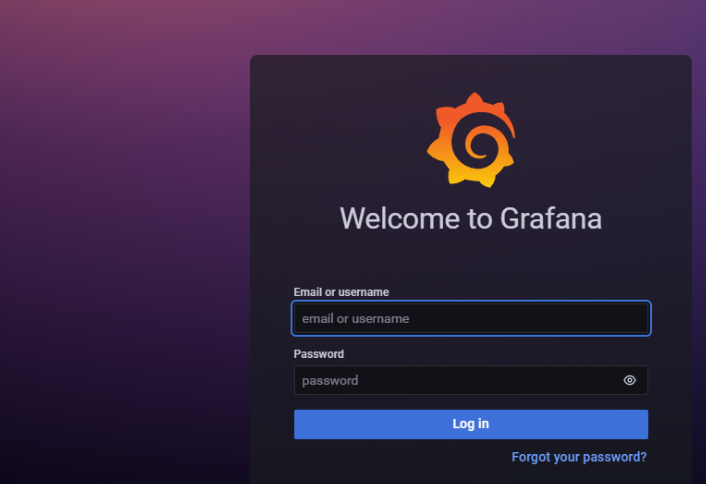 Welcome to Grafana
Email or username
email or username
Password
password
Log in
Forgot your password?